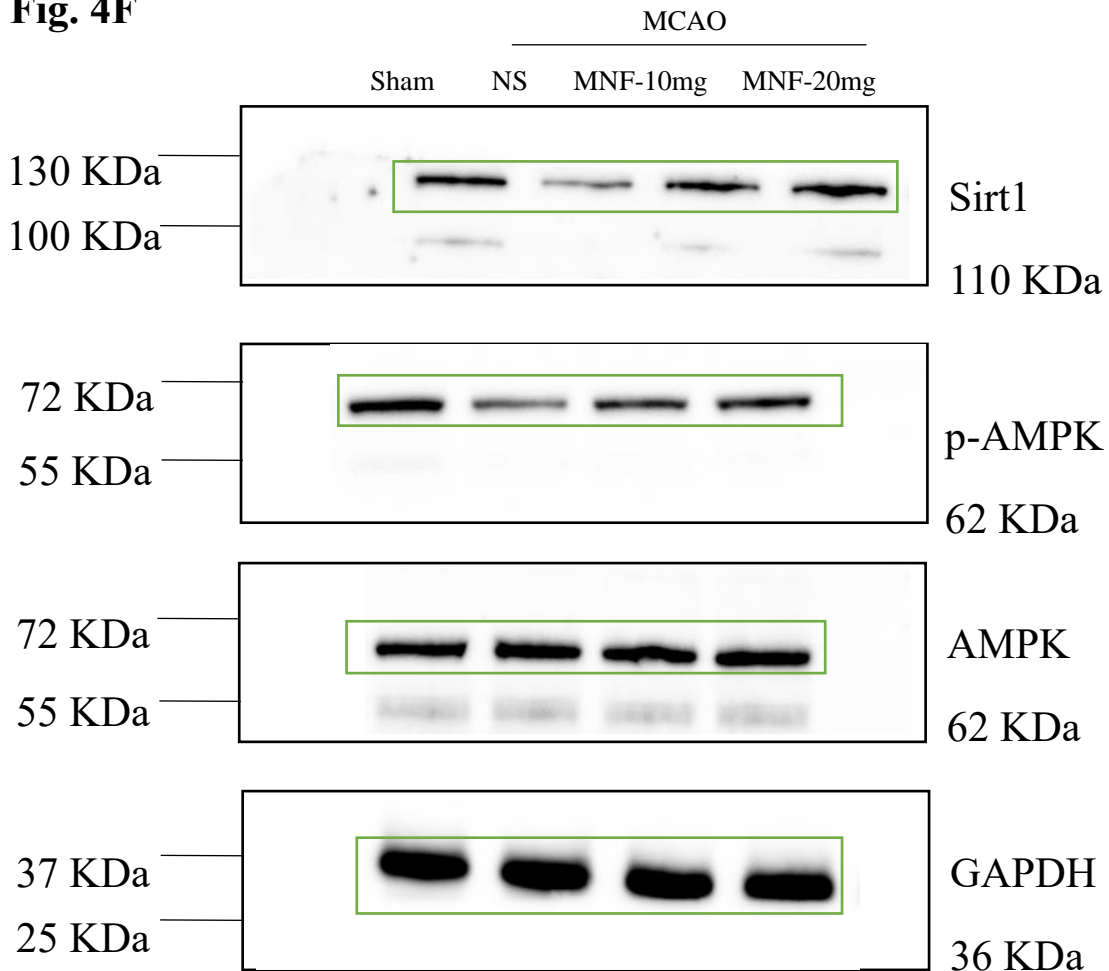 Fig. 4F
MCAO
Sham NS MNF-10mg MNF-20mg
130 KDa
100 KDa
Sirt1
110 KDa
72 KDa
55 KDa
p-AMPK
62 KDa
72 KDa
55 KDa
AMPK
62 KDa
37 KDa
25 KDa
GAPDH
36 KDa